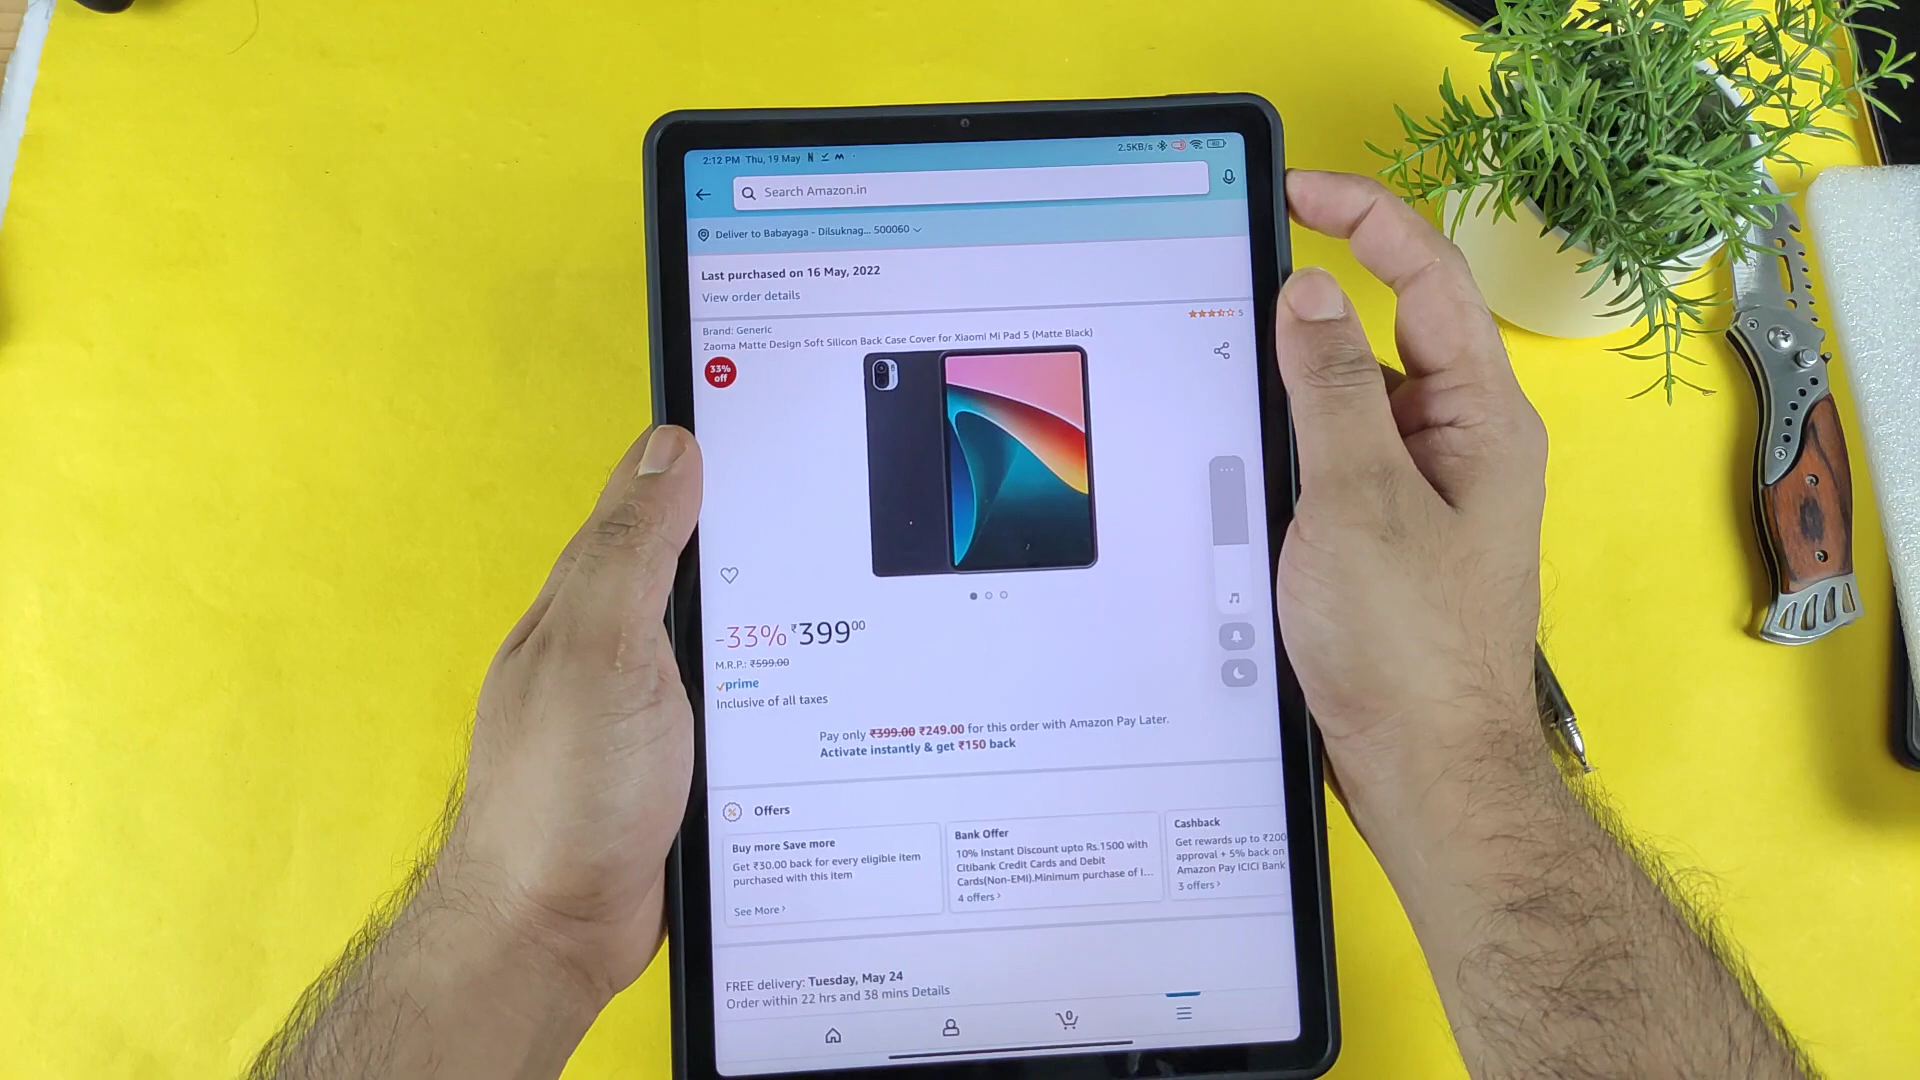 2:12 PM Thu, 19 May
2.5KB/s
Search Amazon.in
Deliver to Babayaga - Dilsuknag... 500060
Last purchased on 16 May, 2022
View order details
Brand: Generic
5
Zaoma Matte Design Soft Silicon Back Case Cover for Xiaomi Mi Pad 5 (Matte Black)
33%
off
-33% ₹399⁰⁰
M.R.P.: ₹599.00
prime
Inclusive of all taxes
Pay only ₹399.00 ₹249.00 for this order with Amazon Pay Later.
Activate instantly & get ₹150 back
Offers
Buy more Save more
Get ₹30.00 back for every eligible item
purchased with this item
See More
Bank Offer
10% Instant Discount upto Rs.1500 with
Citibank Credit Cards and Debit
Cards(Non-EMI).Minimum purchase of I...
4 offers
Cashback
Get rewards up to ₹200
approval + 5% back on
Amazon Pay ICICI Bank
3 offers
FREE delivery: Tuesday, May 24
Order within 22 hrs and 38 mins Details
0